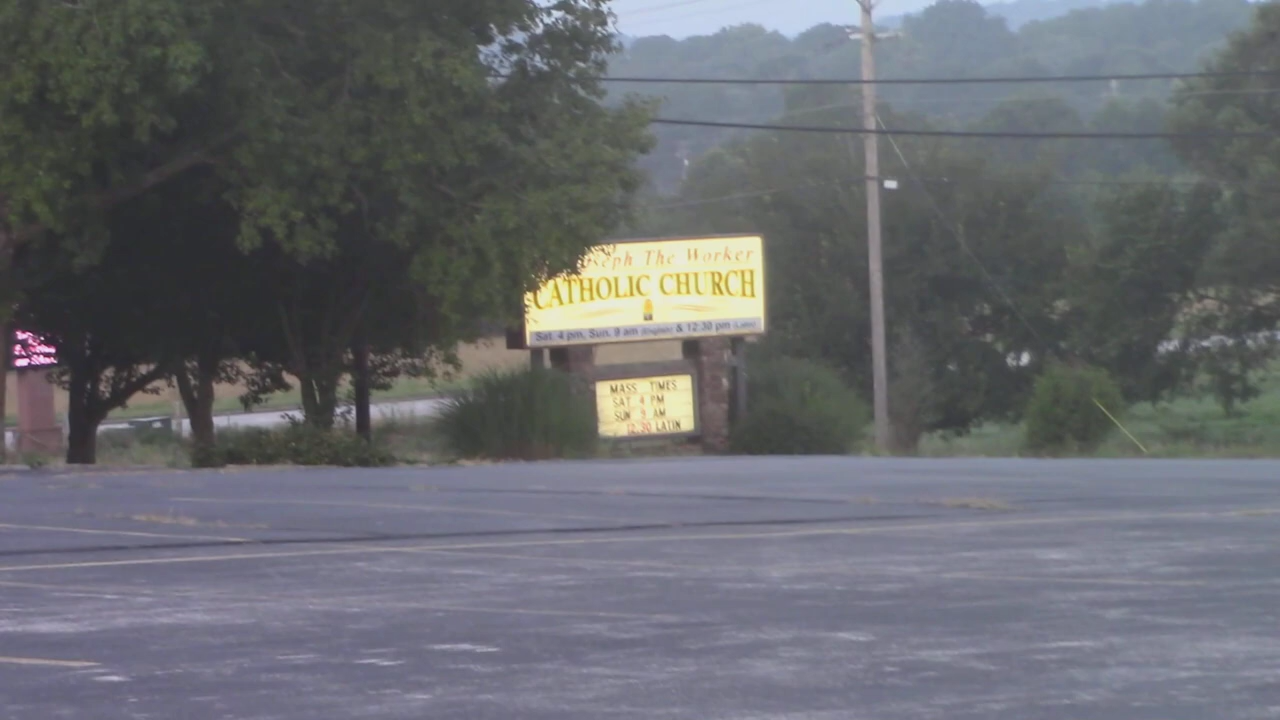 The Worker
CATHOLIC CHURCH
Sat. 4 pm, Sun. 9 am (English) & 12:30 pm (Latin)
MASS TIMES
SAT 4 PM
SUN 9 AM
12:30 LATIN